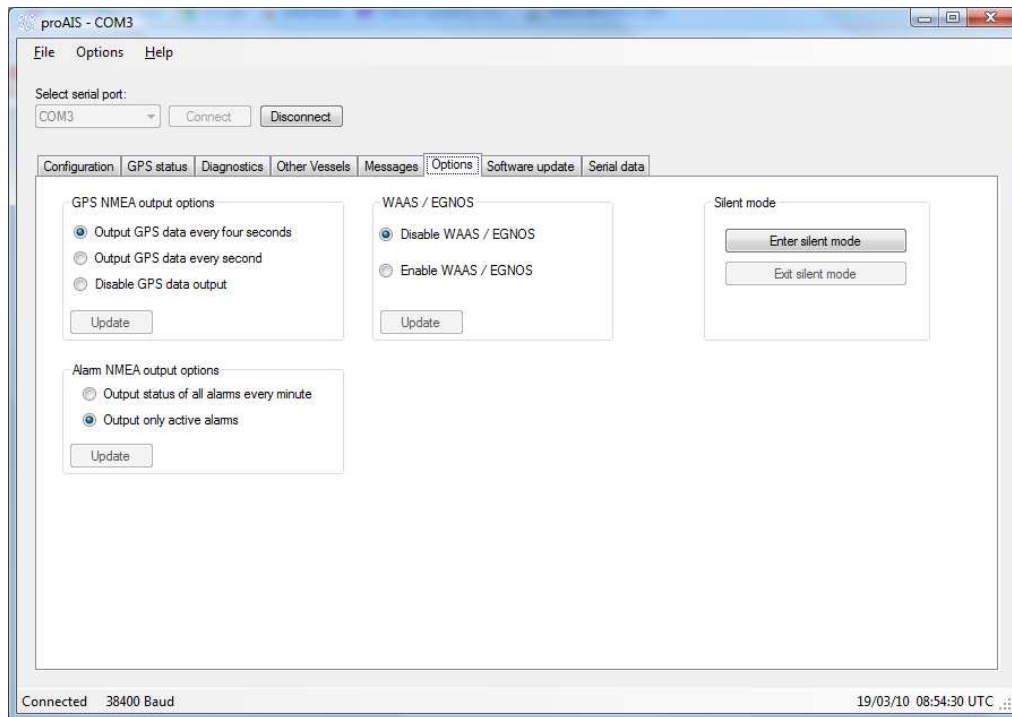 proAIS - COM3
File Options Help
Select serial port:
COM3 Connect Disconnect
Configuration GPS status Diagnostics Other Vessels Messages Options Software update Serial data
GPS NMEA output options
Output GPS data every four seconds
Output GPS data every second
Disable GPS data output
Update
WAAS / EGNOS
Disable WAAS / EGNOS
Enable WAAS / EGNOS
Update
Silent mode
Enter silent mode
Exit silent mode
Alarm NMEA output options
Output status of all alarms every minute
Output only active alarms
Update
Connected 38400 Baud 19/03/10 08:54:30 UTC